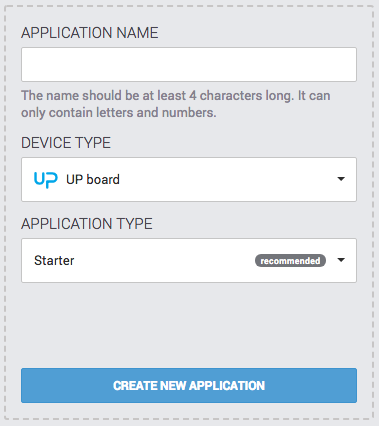 APPLICATION NAME
The name should be at least 4 characters long. It can
only contain letters and numbers.
DEVICE TYPE
UP UP board
APPLICATION TYPE
Starter recommended
CREATE NEW APPLICATION